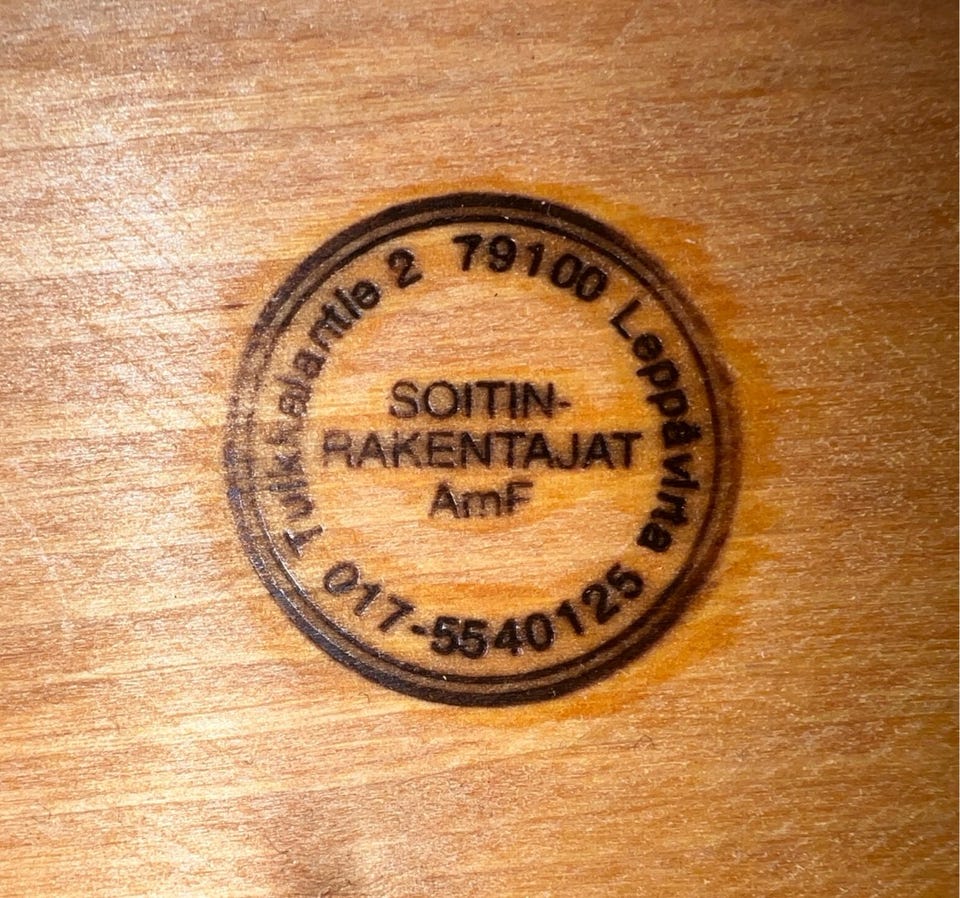 Tuikkalantie 2 79100 Leppävirta
SOITIN-
RAKENTAJAT
AmF
017-5540125